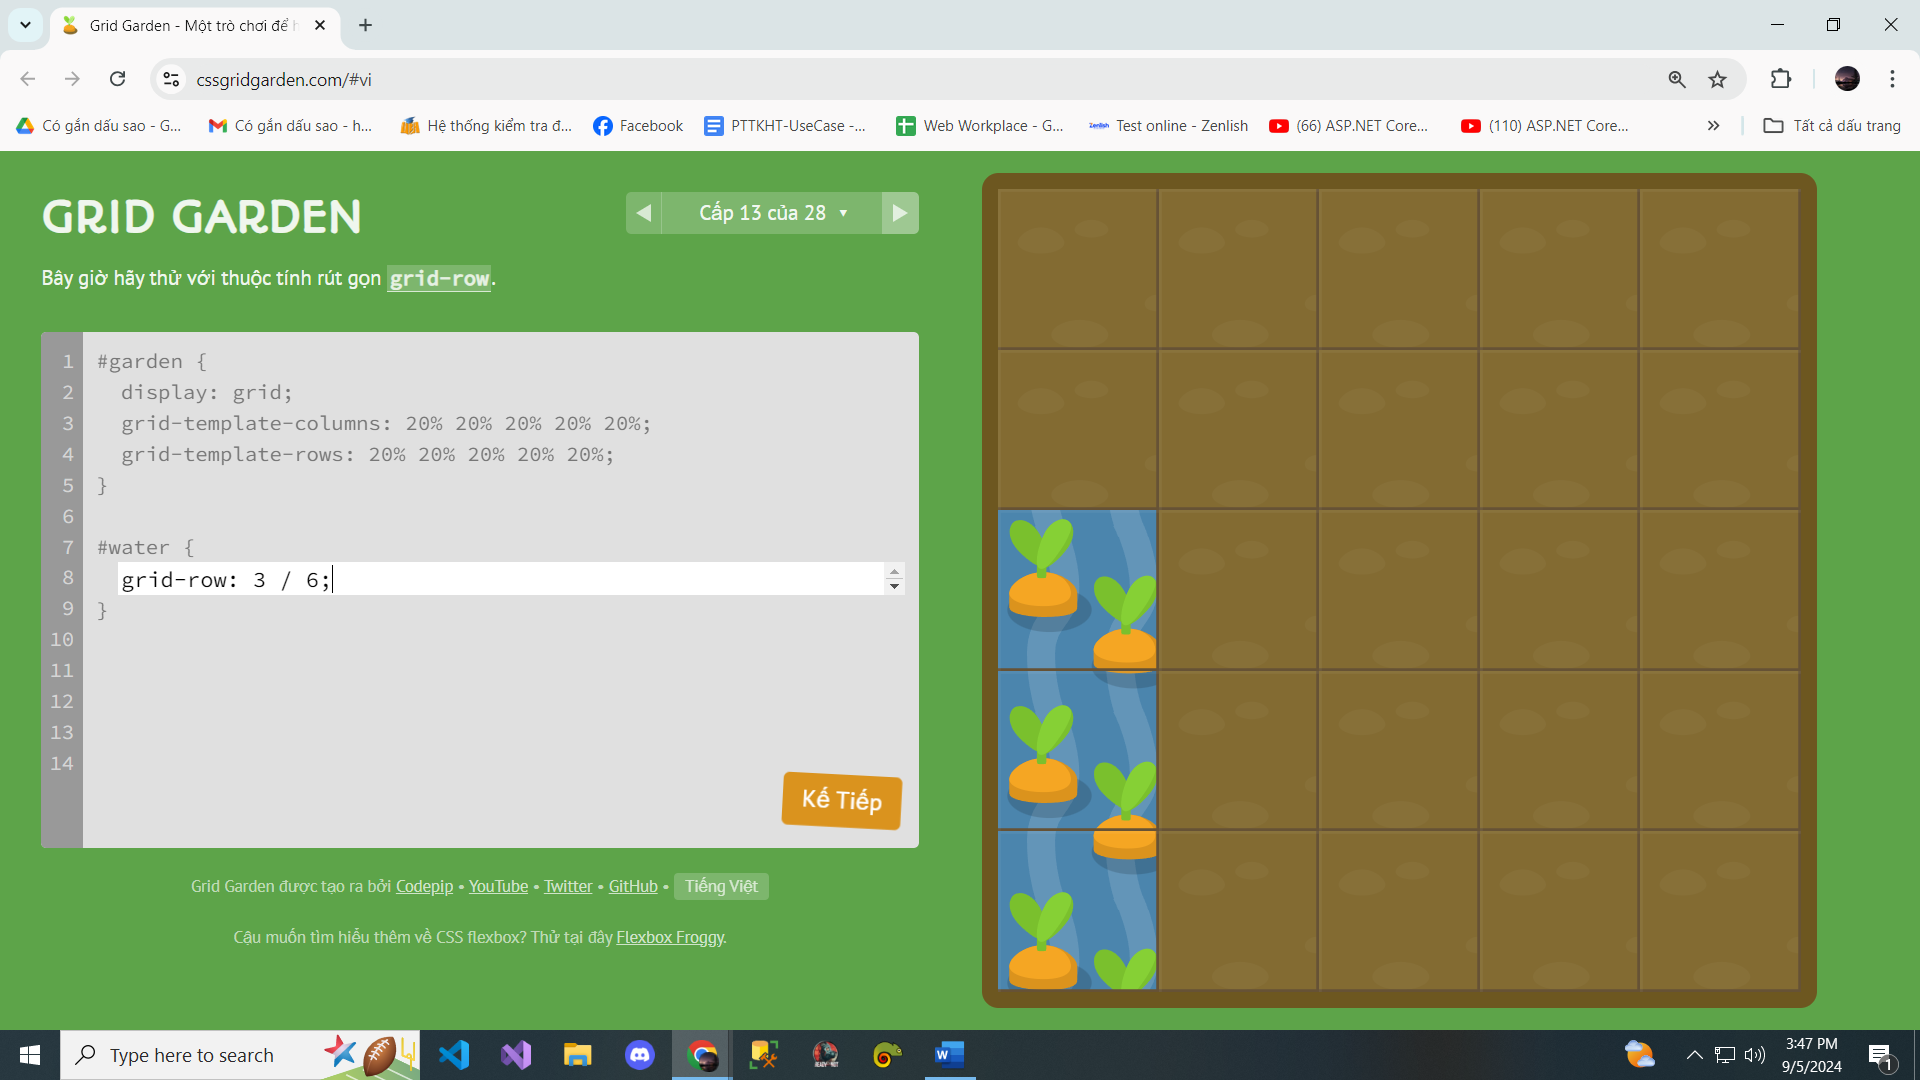 Grid Garden - Một trò chơi để h
cssgridgarden.com/#vi
Có gắn dấu sao - G...
Có gắn dấu sao - h...
Hệ thống kiểm tra đ...
Facebook
PTTKHT-UseCase -...
Web Workplace - G...
Zenlish
Test online - Zenlish
(66) ASP.NET Core...
(110) ASP.NET Core...
Tất cả dấu trang
GRID GARDEN
Cấp 13 của 28
Bây giờ hãy thử với thuộc tính rút gọn grid-row.
1 #garden {
2 display: grid;
3 grid-template-columns: 20% 20% 20% 20% 20%;
4 grid-template-rows: 20% 20% 20% 20% 20%;
5 }
6
7 #water {
8 grid-row: 3 / 6;
9 }
10
11
12
13
14
Kế Tiếp
Grid Garden được tạo ra bởi Codepip • YouTube • Twitter • GitHub • Tiếng Việt
Cậu muốn tìm hiểu thêm về CSS flexbox? Thử tại đây Flexbox Froggy.
Type here to search
READY NOT
W
3:47 PM
9/5/2024
1